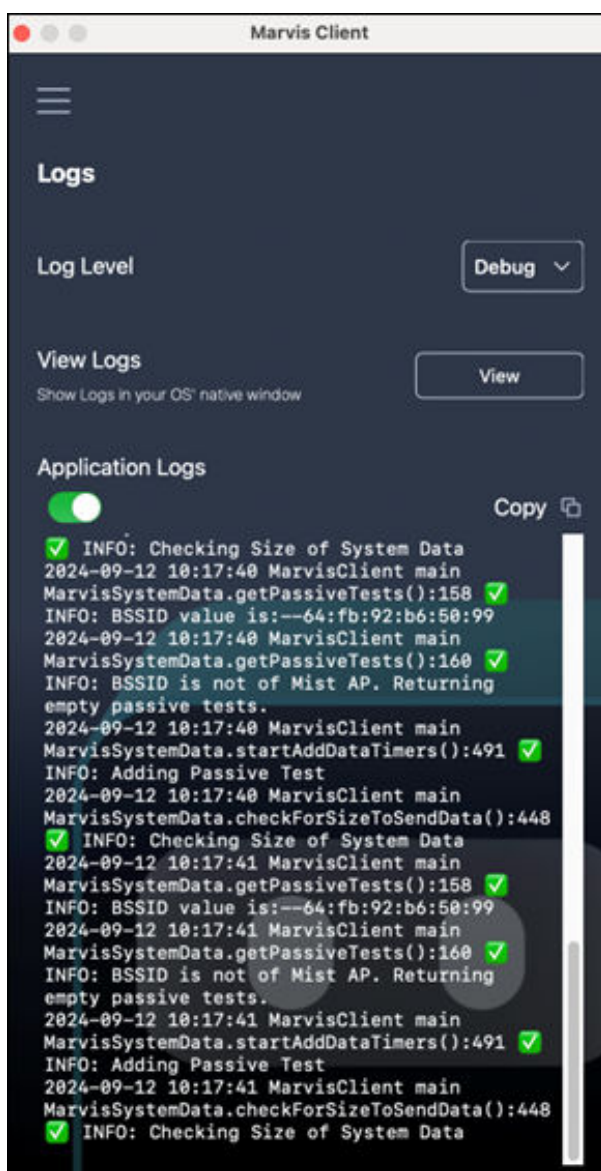 Marvis Client
Logs
Log Level
Debug
View Logs
Show Logs in your OS' native window
View
Application Logs
Copy
✅ INFO: Checking Size of System Data
2024-09-12 10:17:40 MarvisClient main
MarvisSystemData.getPassiveTests():158 ✅
INFO: BSSID value is:--64:fb:92:b6:50:99
2024-09-12 10:17:40 MarvisClient main
MarvisSystemData.getPassiveTests():160 ✅
INFO: BSSID is not of Mist AP. Returning
empty passive tests.
2024-09-12 10:17:40 MarvisClient main
MarvisSystemData.startAddDataTimers():491 ✅
INFO: Adding Passive Test
2024-09-12 10:17:40 MarvisClient main
MarvisSystemData.checkForSizeToSendData():448
✅ INFO: Checking Size of System Data
2024-09-12 10:17:41 MarvisClient main
MarvisSystemData.getPassiveTests():158 ✅
INFO: BSSID value is:--64:fb:92:b6:50:99
2024-09-12 10:17:41 MarvisClient main
MarvisSystemData.getPassiveTests():160 ✅
INFO: BSSID is not of Mist AP. Returning
empty passive tests.
2024-09-12 10:17:41 MarvisClient main
MarvisSystemData.startAddDataTimers():491 ✅
INFO: Adding Passive Test
2024-09-12 10:17:41 MarvisClient main
MarvisSystemData.checkForSizeToSendData():448
✅ INFO: Checking Size of System Data